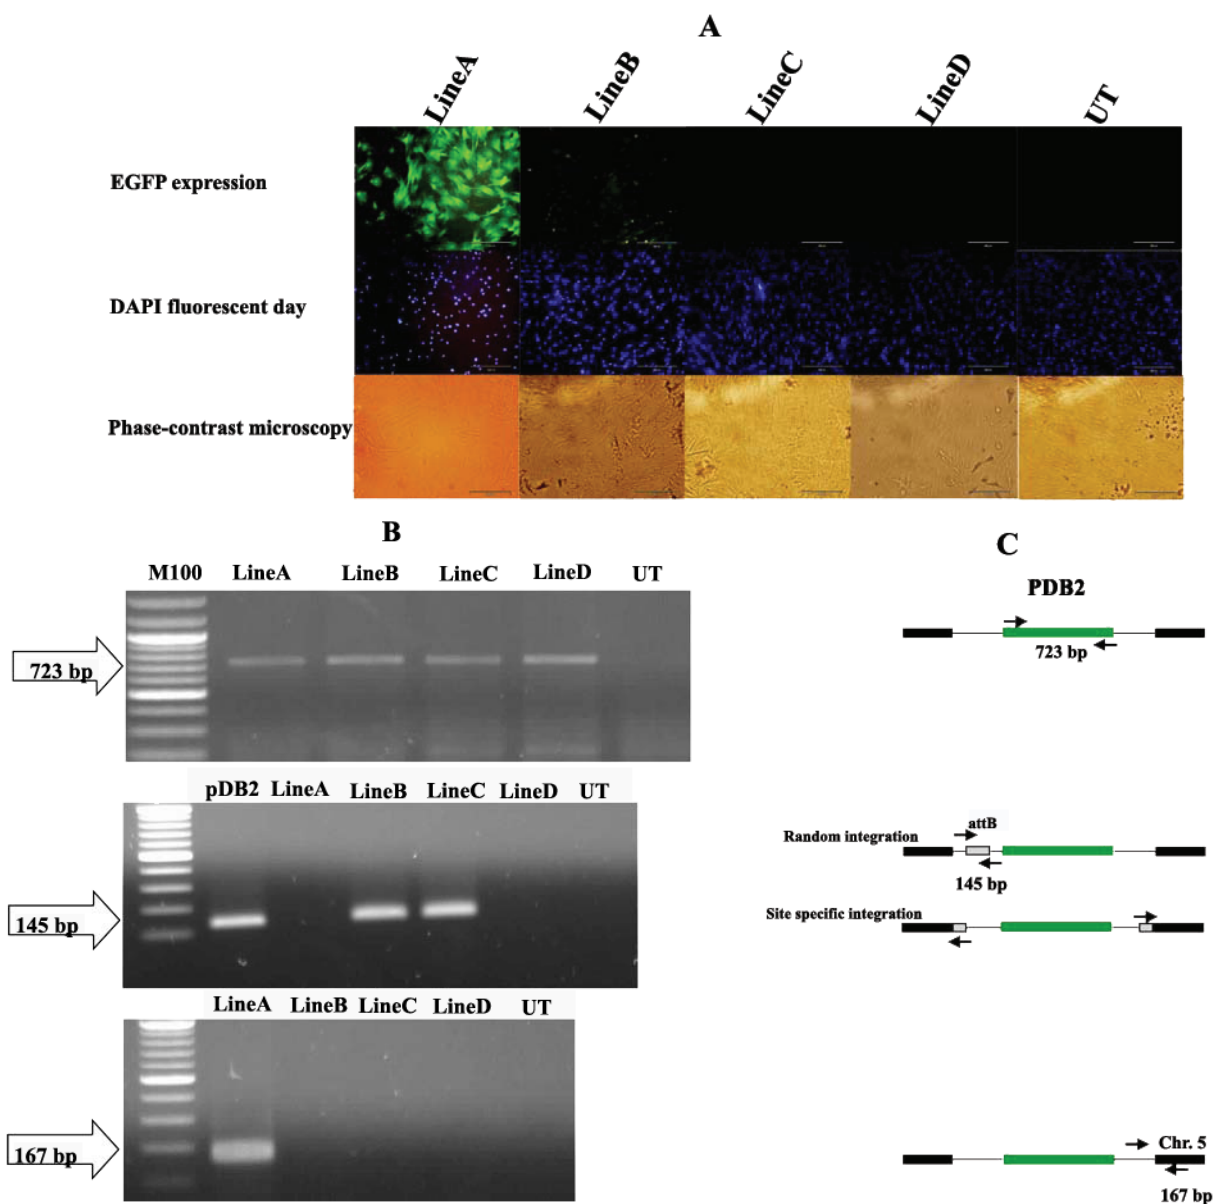 A
LineA LineB LineC LineD UT
EGFP expression
DAPI fluorescent day
Phase-contrast microscopy
B
M100 LineA LineB LineC LineD UT
723 bp
pDB2 LineA LineB LineC LineD UT
145 bp
LineA LineB LineC LineD UT
167 bp
C
PDB2
723 bp
attB
Random integration
145 bp
Site specific integration
Chr. 5
167 bp